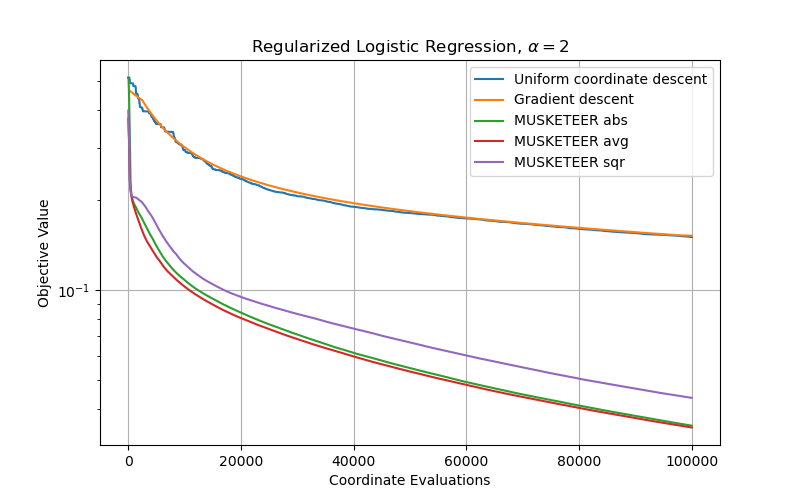 Regularized Logistic Regression, α = 2
Uniform coordinate descent
Gradient descent
MUSKETEER abs
MUSKETEER avg
MUSKETEER sqr
Objective Value
10⁻¹
0 20000 40000 60000 80000 100000
Coordinate Evaluations